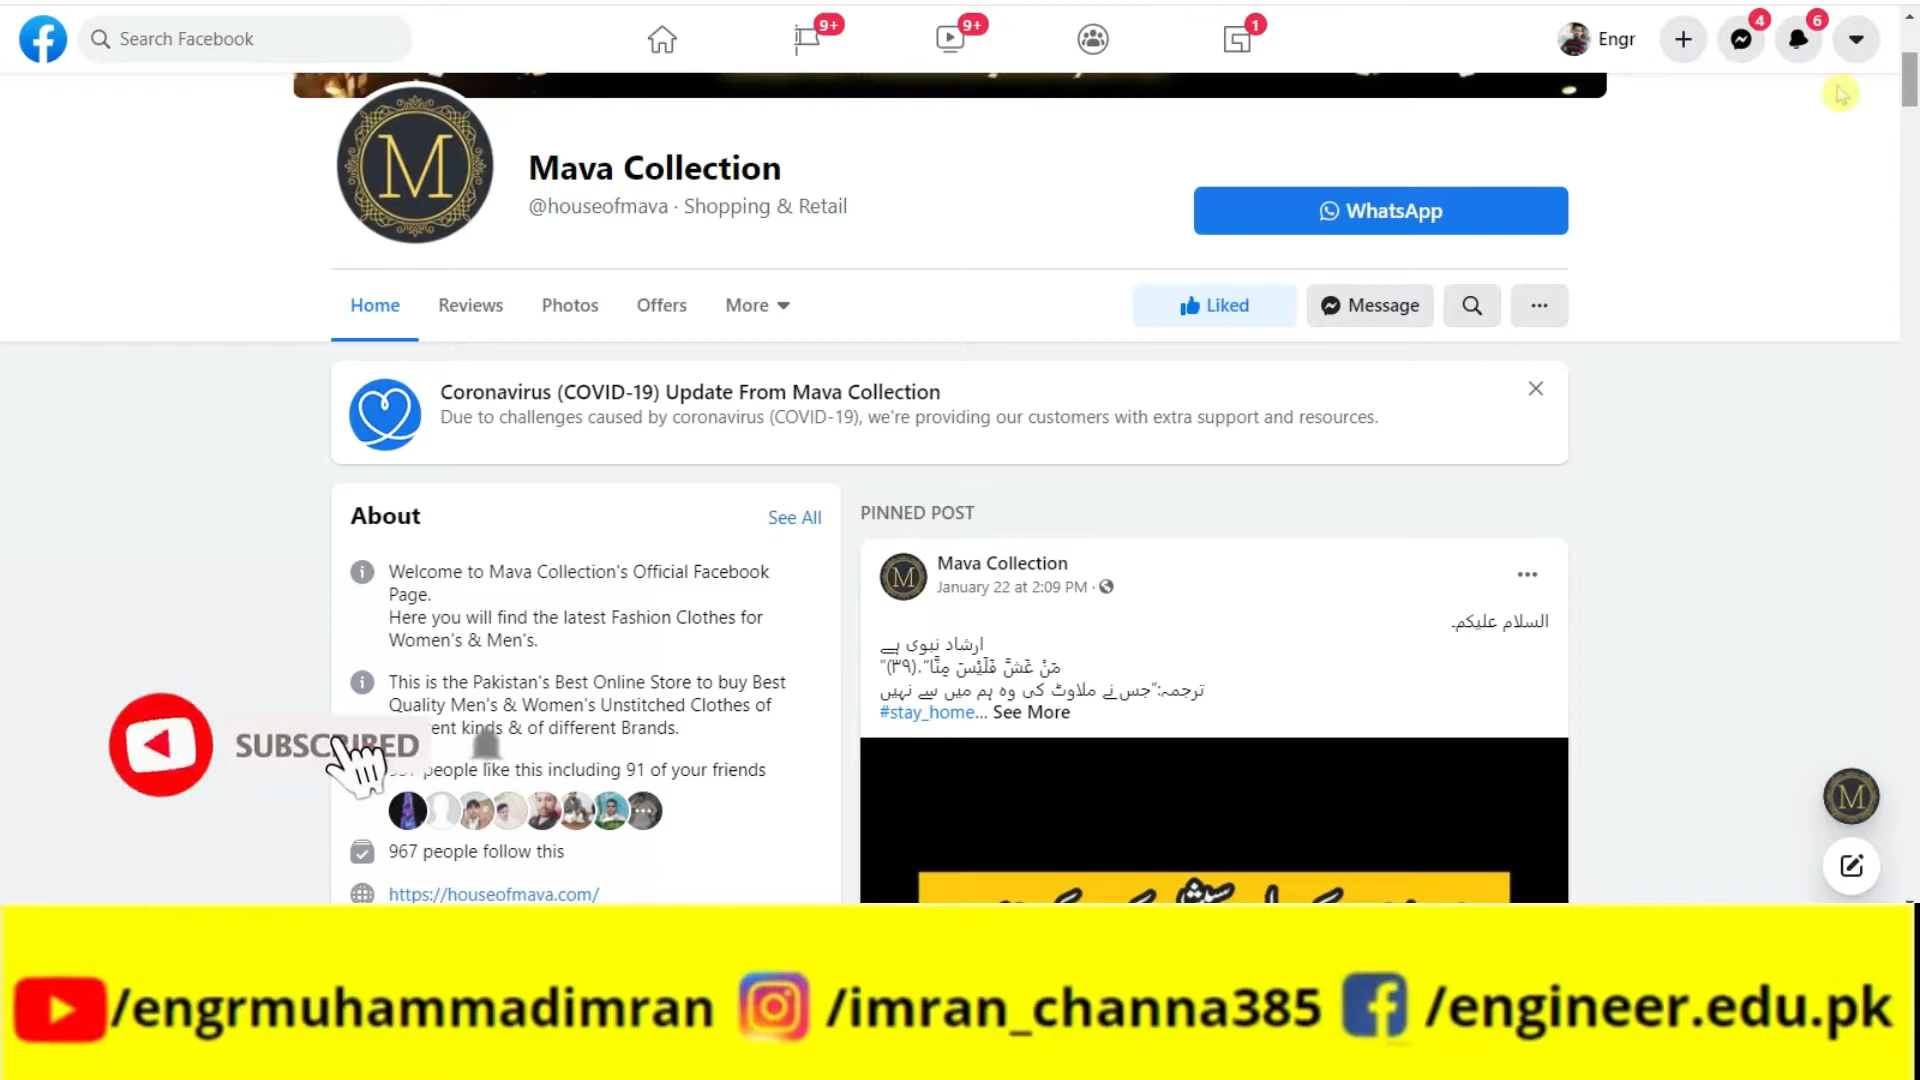 Search Facebook
9+
9+
1
Engr
4
6
M
Mava Collection
@houseofmava · Shopping & Retail
WhatsApp
Home
Reviews
Photos
Offers
More
Liked
Message
Coronavirus (COVID-19) Update From Mava Collection
Due to challenges caused by coronavirus (COVID-19), we're providing our customers with extra support and resources.
About
See All
Welcome to Mava Collection's Official Facebook
Page.
Here you will find the latest Fashion Clothes for
Women's & Men's.
This is the Pakistan's Best Online Store to buy Best
Quality Men's & Women's Unstitched Clothes of
kinds & of different Brands.
people like this including 91 of your friends
967 people follow this
https://houseofmava.com/
PINNED POST
M
Mava Collection
January 22 at 2:09 PM ·
السلام علیکم۔
ارشاد نبوی ہے
"مَنْ غَشَّ فَلَيْسَ مِنَّا".(٣٩)
ترجمہ:"جس نے ملاوٹ کی وہ ہم میں سے نہیں
#stay_home... See More
SUBSCRIBED
M
/engrmuhammadimran
/imran_channa385
/engineer.edu.pk